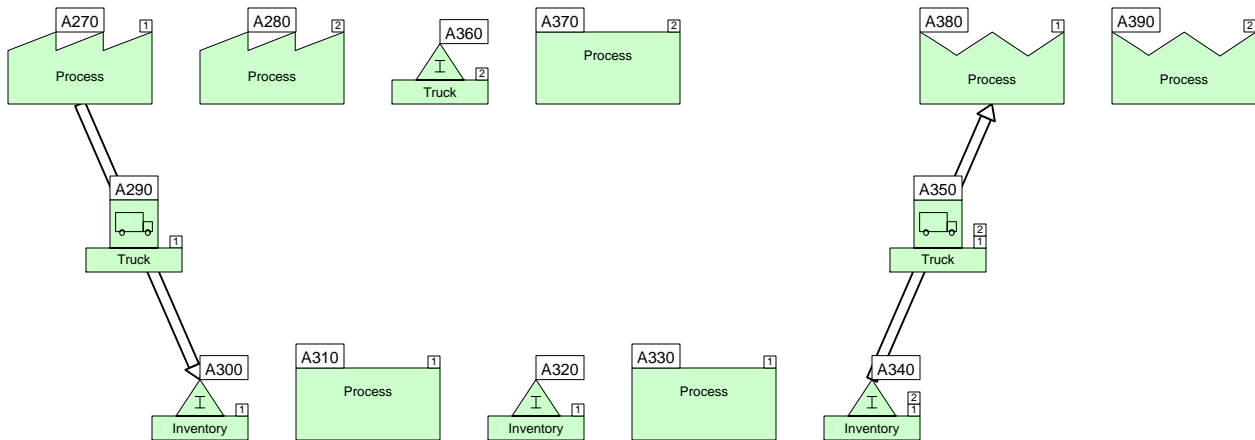 A270
1
Process
A280
2
Process
A360
I
2
Truck
A370
2
Process
A380
1
Process
A390
2
Process
A290
1
Truck
A350
2
1
Truck
A300
I
1
Inventory
A310
1
Process
A320
I
1
Inventory
A330
1
Process
A340
I
2
1
Inventory